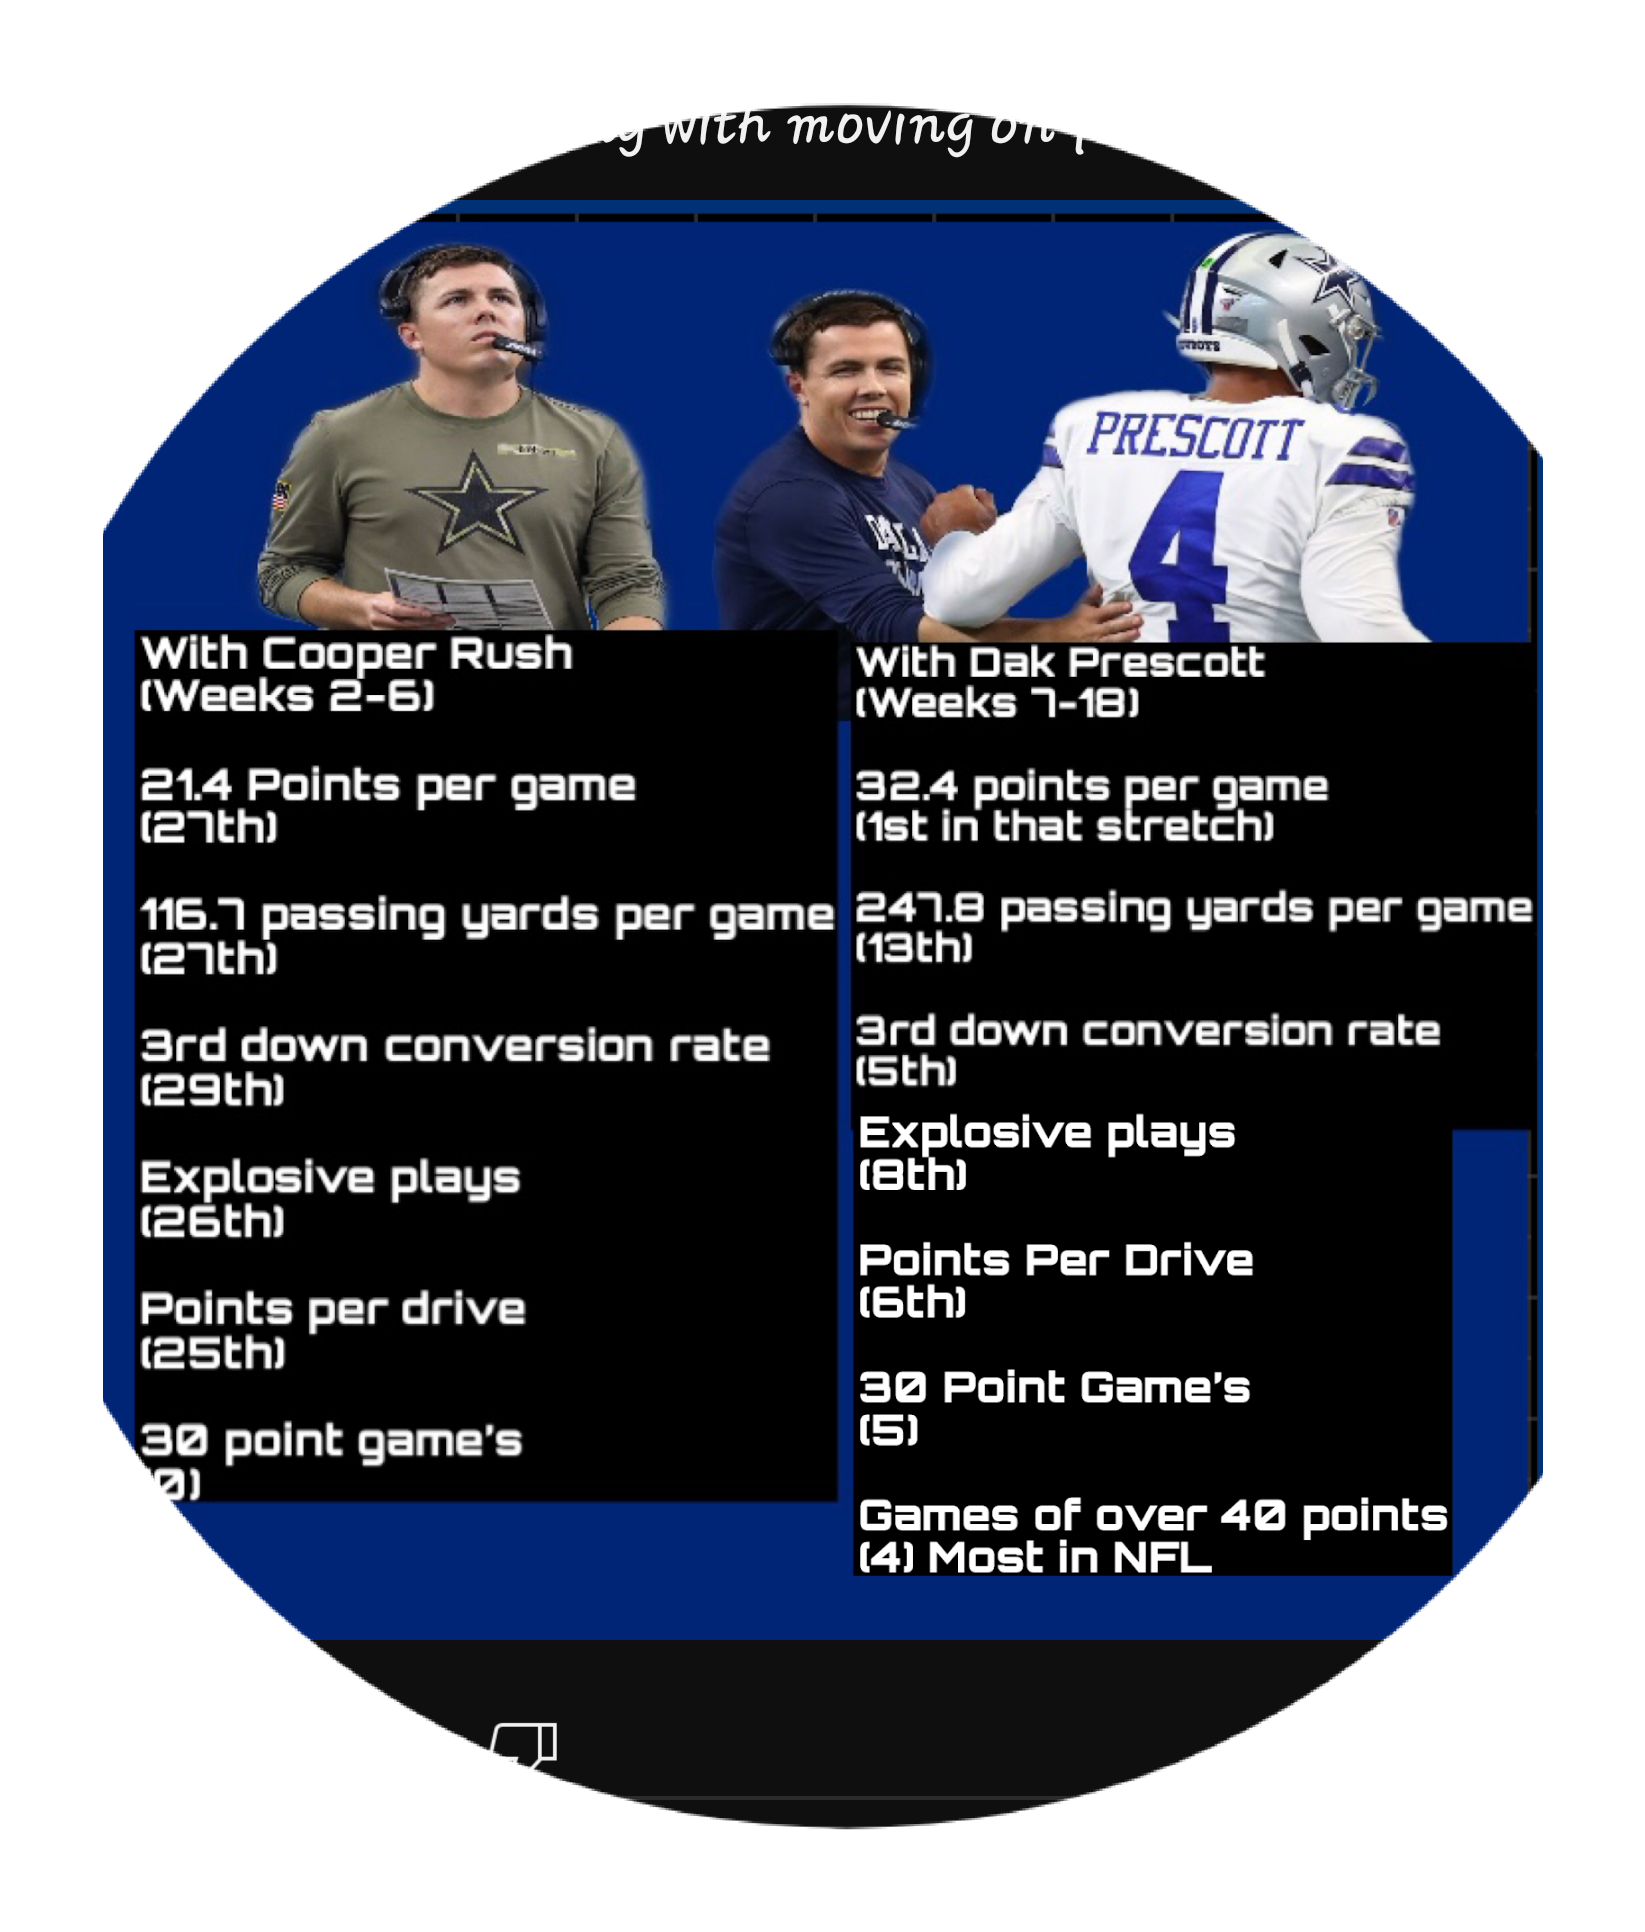 with moving on
PRESCOTT
4
With Cooper Rush
(Weeks 2-6)
21.4 Points per game
(27th)
116.7 passing yards per game
(27th)
3rd down conversion rate
(29th)
Explosive plays
(26th)
Points per drive
(25th)
30 point game's
0)
With Dak Prescott
(Weeks 7-18)
32.4 points per game
(1st in that stretch)
247.8 passing yards per game
(13th)
3rd down conversion rate
(5th)
Explosive plays
(8th)
Points Per Drive
(6th)
30 Point Game's
(5)
Games of over 40 points
(4) Most in NFL